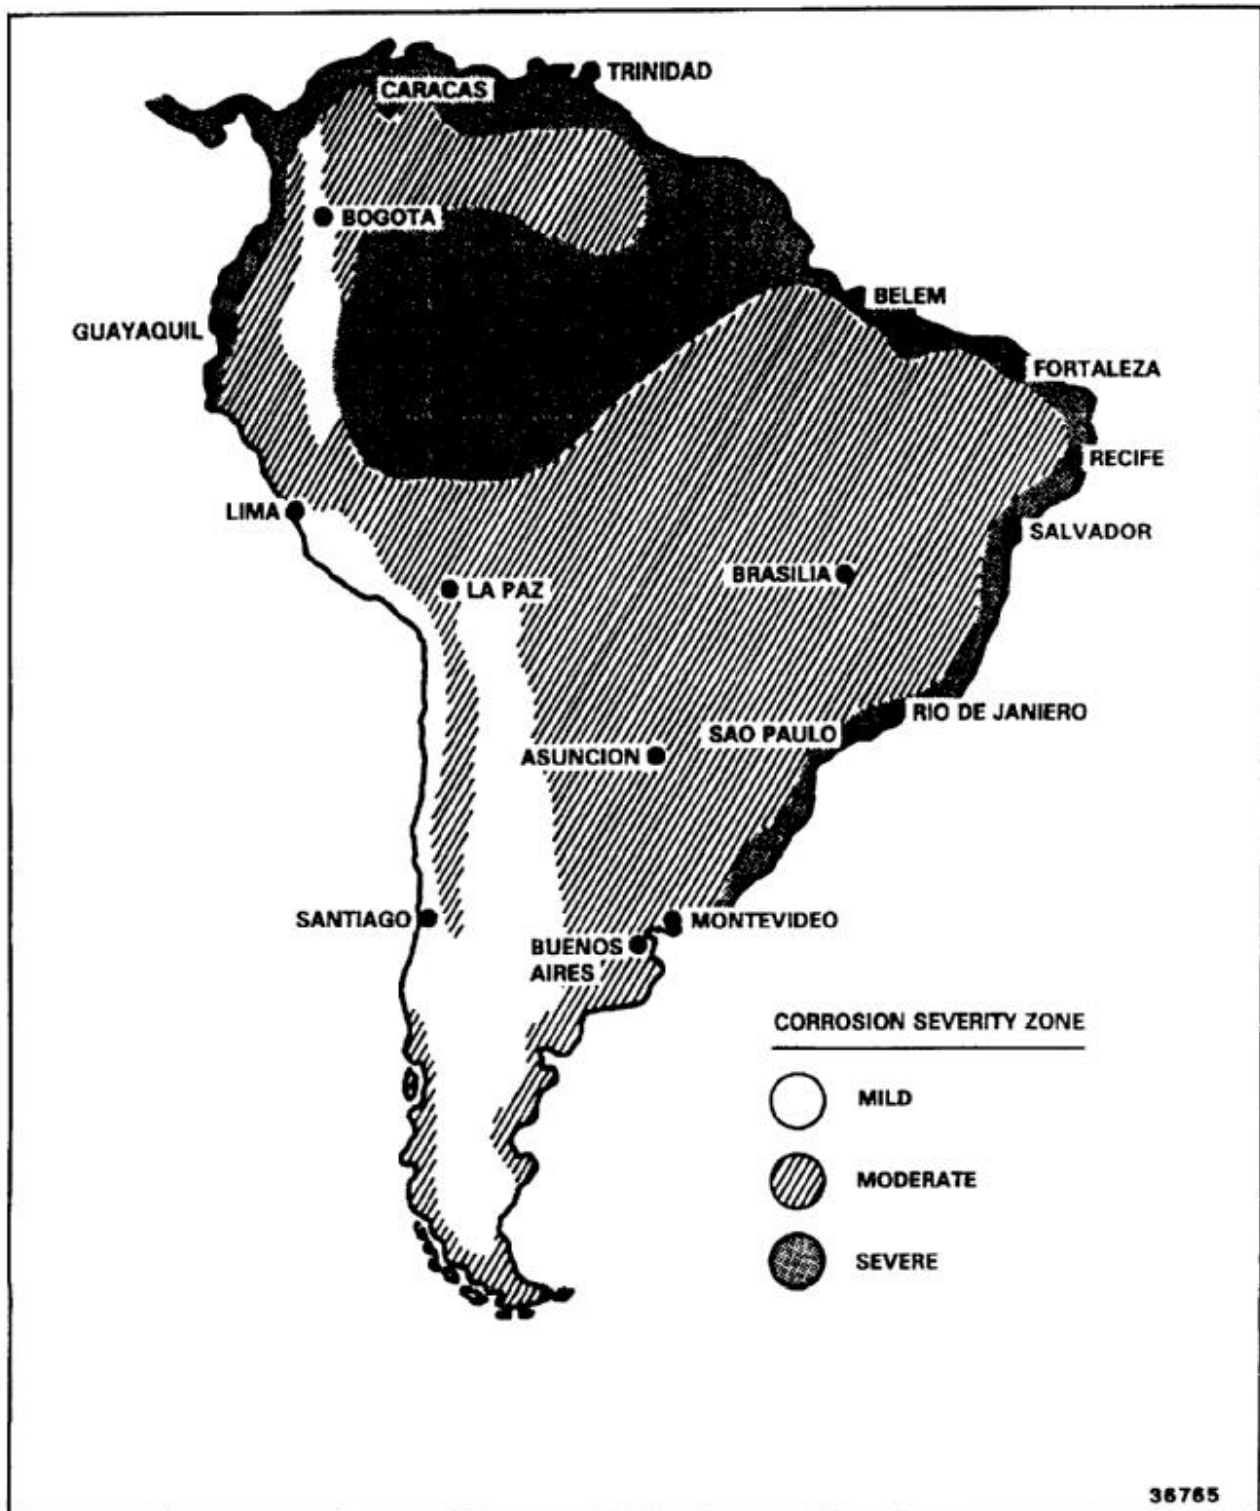 TRINIDAD
CARACAS
BOGOTA
BELEM
GUAYAQUIL
FORTALEZA
RECIFE
LIMA
SALVADOR
BRASILIA
LA PAZ
RIO DE JANIERO
SAO PAULO
ASUNCION
SANTIAGO
MONTEVIDEO
BUENOS
AIRES
CORROSION SEVERITY ZONE
MILD
MODERATE
SEVERE
36765